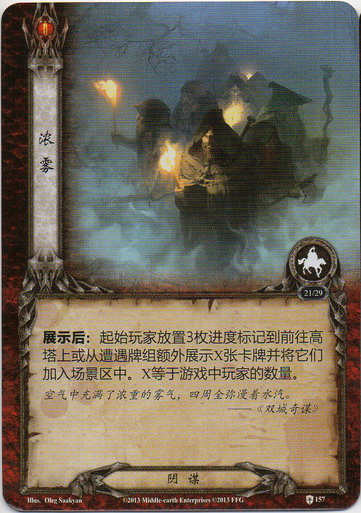 浓雾
21/29
展示后：起始玩家放置3枚进度标记到前往高
塔上或从遭遇牌组额外展示X张卡牌并将它们
加入场景区中。X等于游戏中玩家的数量。
空气中充满了浓重的雾气，四周全弥漫着水汽。
——《双城奇谋》
阴谋
Illus. Oleg Saakyan
©2013 Middle-earth Enterprises ©2013 FFG
157